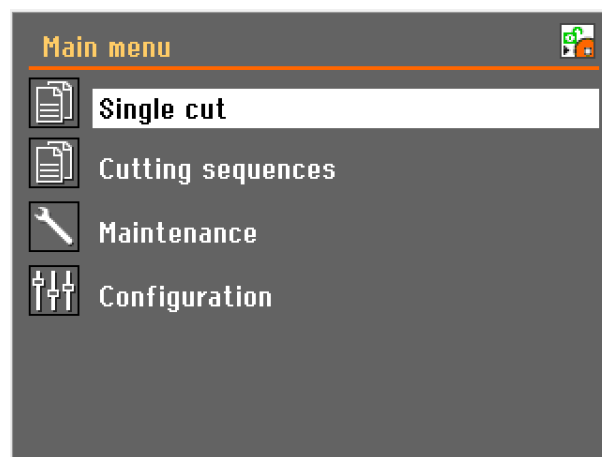 Main menu
Single cut
Cutting sequences
Maintenance
Configuration